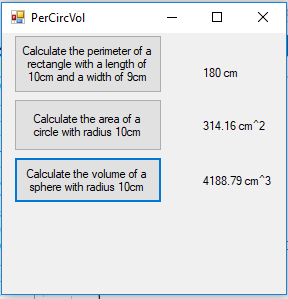 PerCircVol
Calculate the perimeter of a
rectangle with a length of
10cm and a width of 9cm
180 cm
Calculate the area of a
circle with radius 10cm
314.16 cm^2
Calculate the volume of a
sphere with radius 10cm
4188.79 cm^3